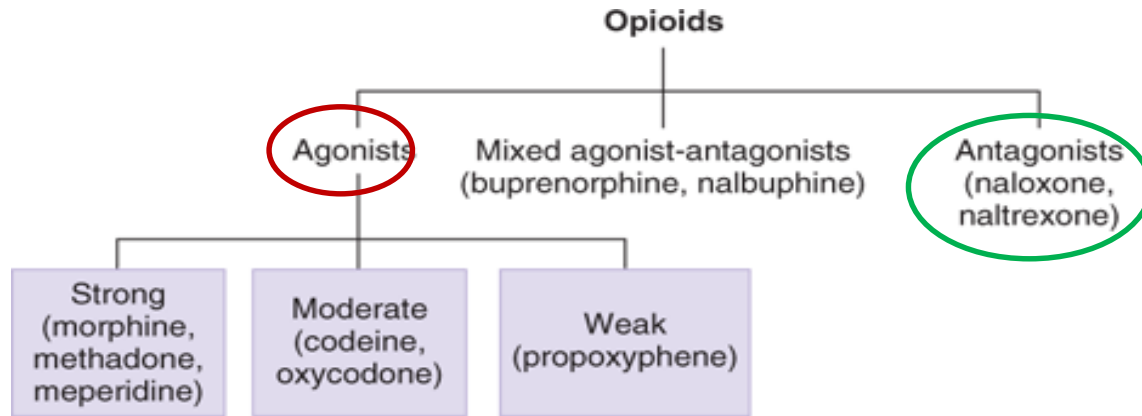 Opioids
Agonists
Mixed agonist-antagonists
(buprenorphine, nalbuphine)
Antagonists
(naloxone,
naltrexone)
Strong
(morphine,
methadone,
meperidine)
Moderate
(codeine,
oxycodone)
Weak
(propoxyphene)